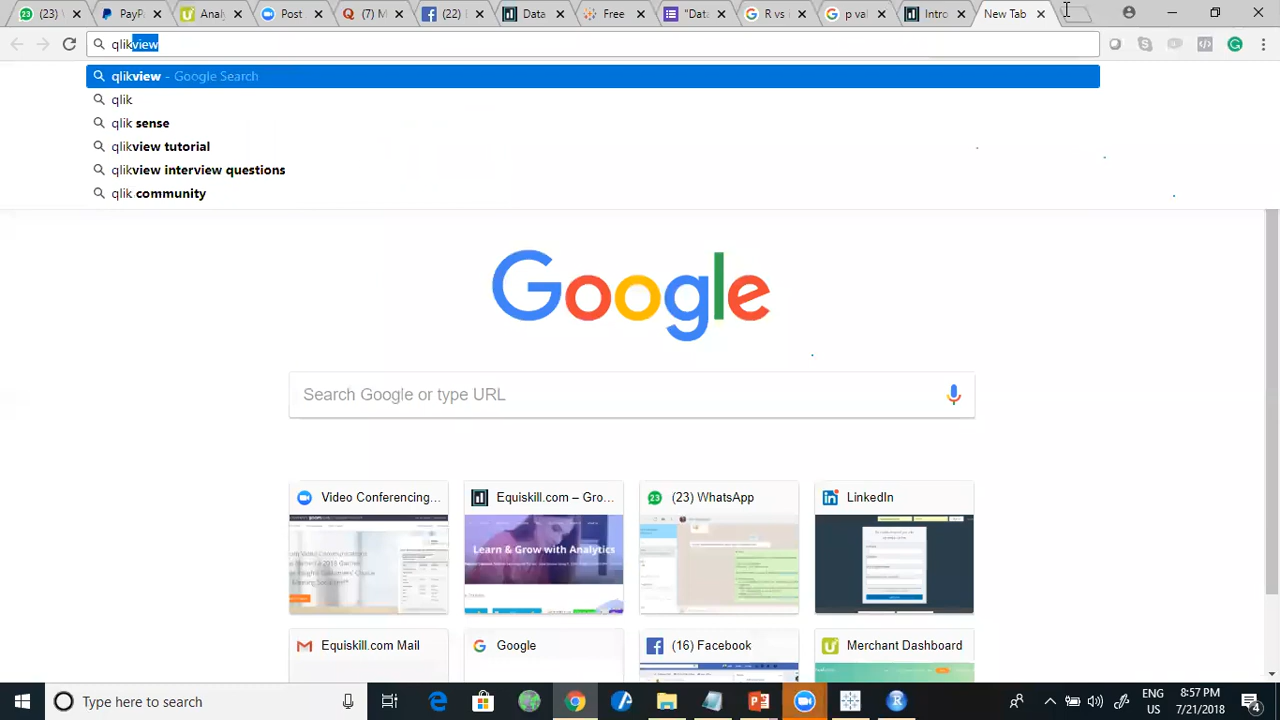 (23)
PayP
Anal
Post
(7) M
(22)
Data
Free
"Dat
R vs
p val
Intro
New Tab
qlikview
qlikview - Google Search
qlik
qlik sense
qlikview tutorial
qlikview interview questions
qlik community
Google
Search Google or type URL
Video Conferencing...
Equiskill.com – Gro...
23 (23) WhatsApp
LinkedIn
Learn & Grow with Analytics
Equiskill.com Mail
Google
(16) Facebook
Merchant Dashboard
Type here to search
ENG
US
8:57 PM
7/21/2018
4